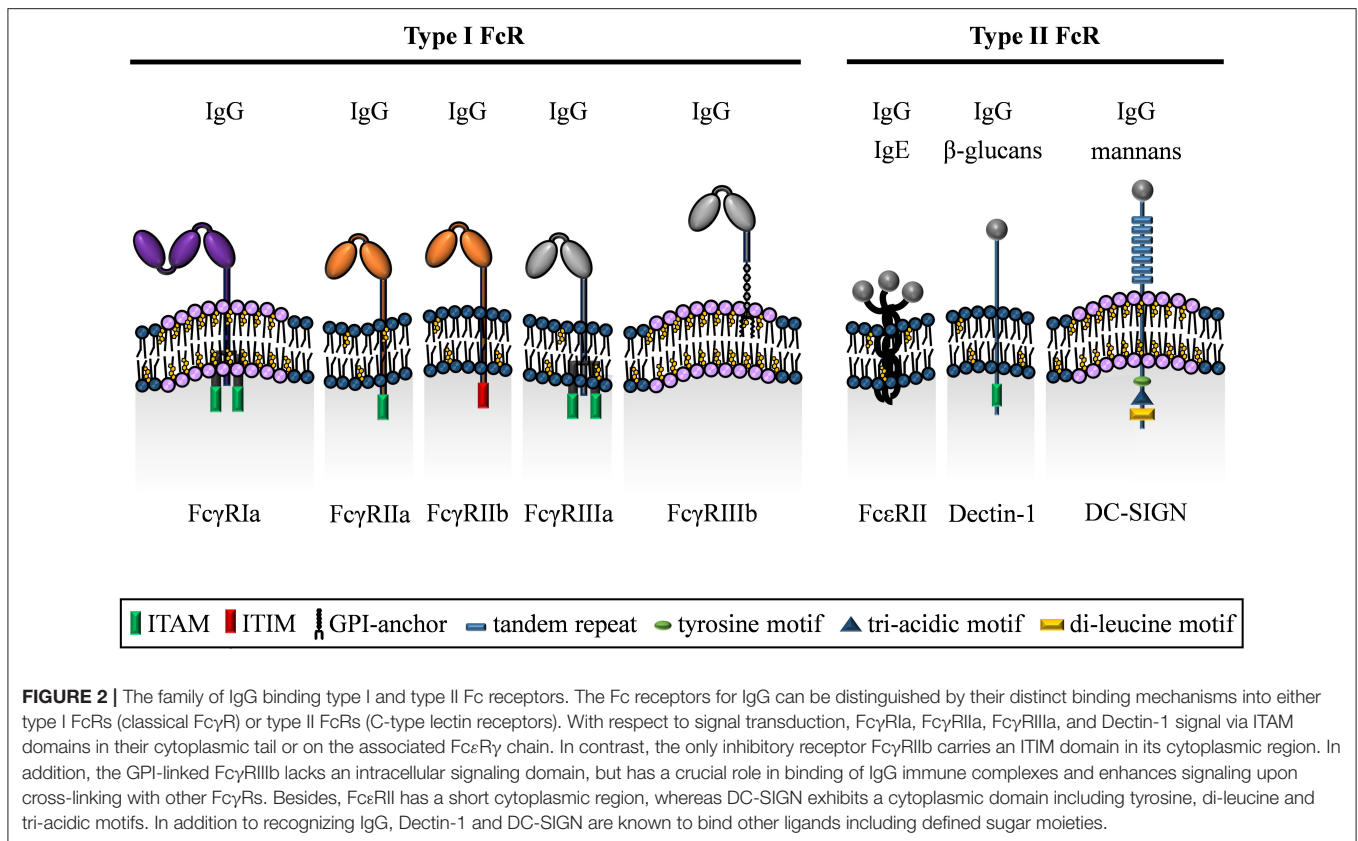 Type I FcR
Type II FcR
IgG IgG IgG IgG IgG IgG IgG IgG
IgE β-glucans mannans
FcγRIa FcγRIIa FcγRIIb FcγRIIIa FcγRIIIb FcεRII Dectin-1 DC-SIGN
ITAM ITIM GPI-anchor tandem repeat tyrosine motif tri-acidic motif di-leucine motif
FIGURE 2 | The family of IgG binding type I and type II Fc receptors. The Fc receptors for IgG can be distinguished by their distinct binding mechanisms into either
type I FcRs (classical FcγR) or type II FcRs (C-type lectin receptors). With respect to signal transduction, FcγRIa, FcγRIIa, FcγRIIIa, and Dectin-1 signal via ITAM
domains in their cytoplasmic tail or on the associated FcεRγ chain. In contrast, the only inhibitory receptor FcγRIIb carries an ITIM domain in its cytoplasmic region. In
addition, the GPI-linked FcγRIIIb lacks an intracellular signaling domain, but has a crucial role in binding of IgG immune complexes and enhances signaling upon
cross-linking with other FcγRs. Besides, FcεRII has a short cytoplasmic region, whereas DC-SIGN exhibits a cytoplasmic domain including tyrosine, di-leucine and
tri-acidic motifs. In addition to recognizing IgG, Dectin-1 and DC-SIGN are known to bind other ligands including defined sugar moieties.